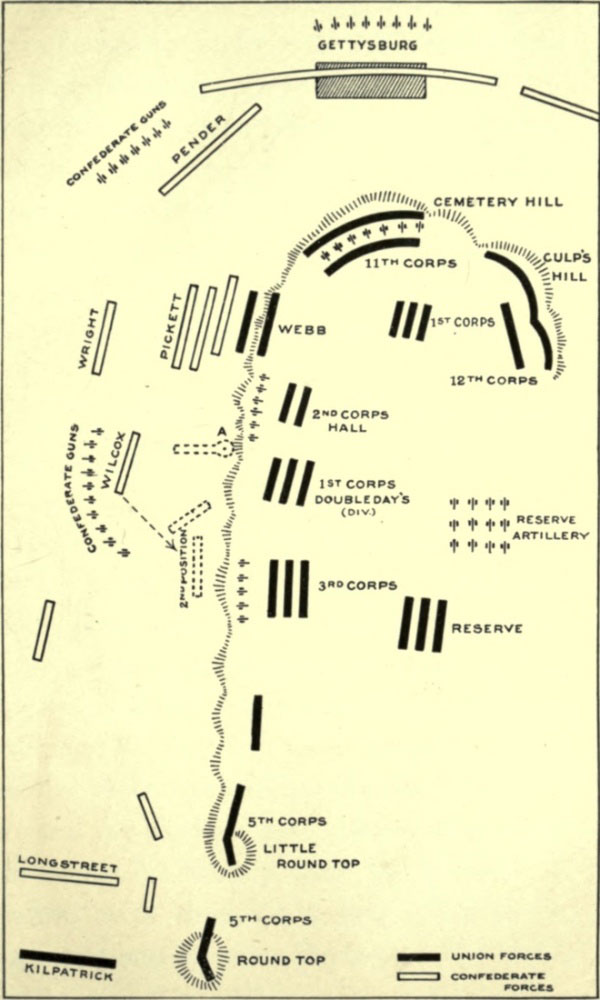 GETTYSBURG
CONFEDERATE GUNS
PENDER
CEMETERY HILL
11TH CORPS
CULP'S
HILL
WRIGHT
PICKETT
WEBB
1ST CORPS
12TH CORPS
2ND CORPS
HALL
A
CONFEDERATE GUNS
WILCOX
1ST CORPS
DOUBLEDAY'S
(DIV.)
RESERVE
ARTILLERY
2ND POSITION
3RD CORPS
RESERVE
5TH CORPS
LITTLE
ROUND TOP
LONGSTREET
5TH CORPS
ROUND TOP
KILPATRICK
UNION FORCES
CONFEDERATE
FORCES